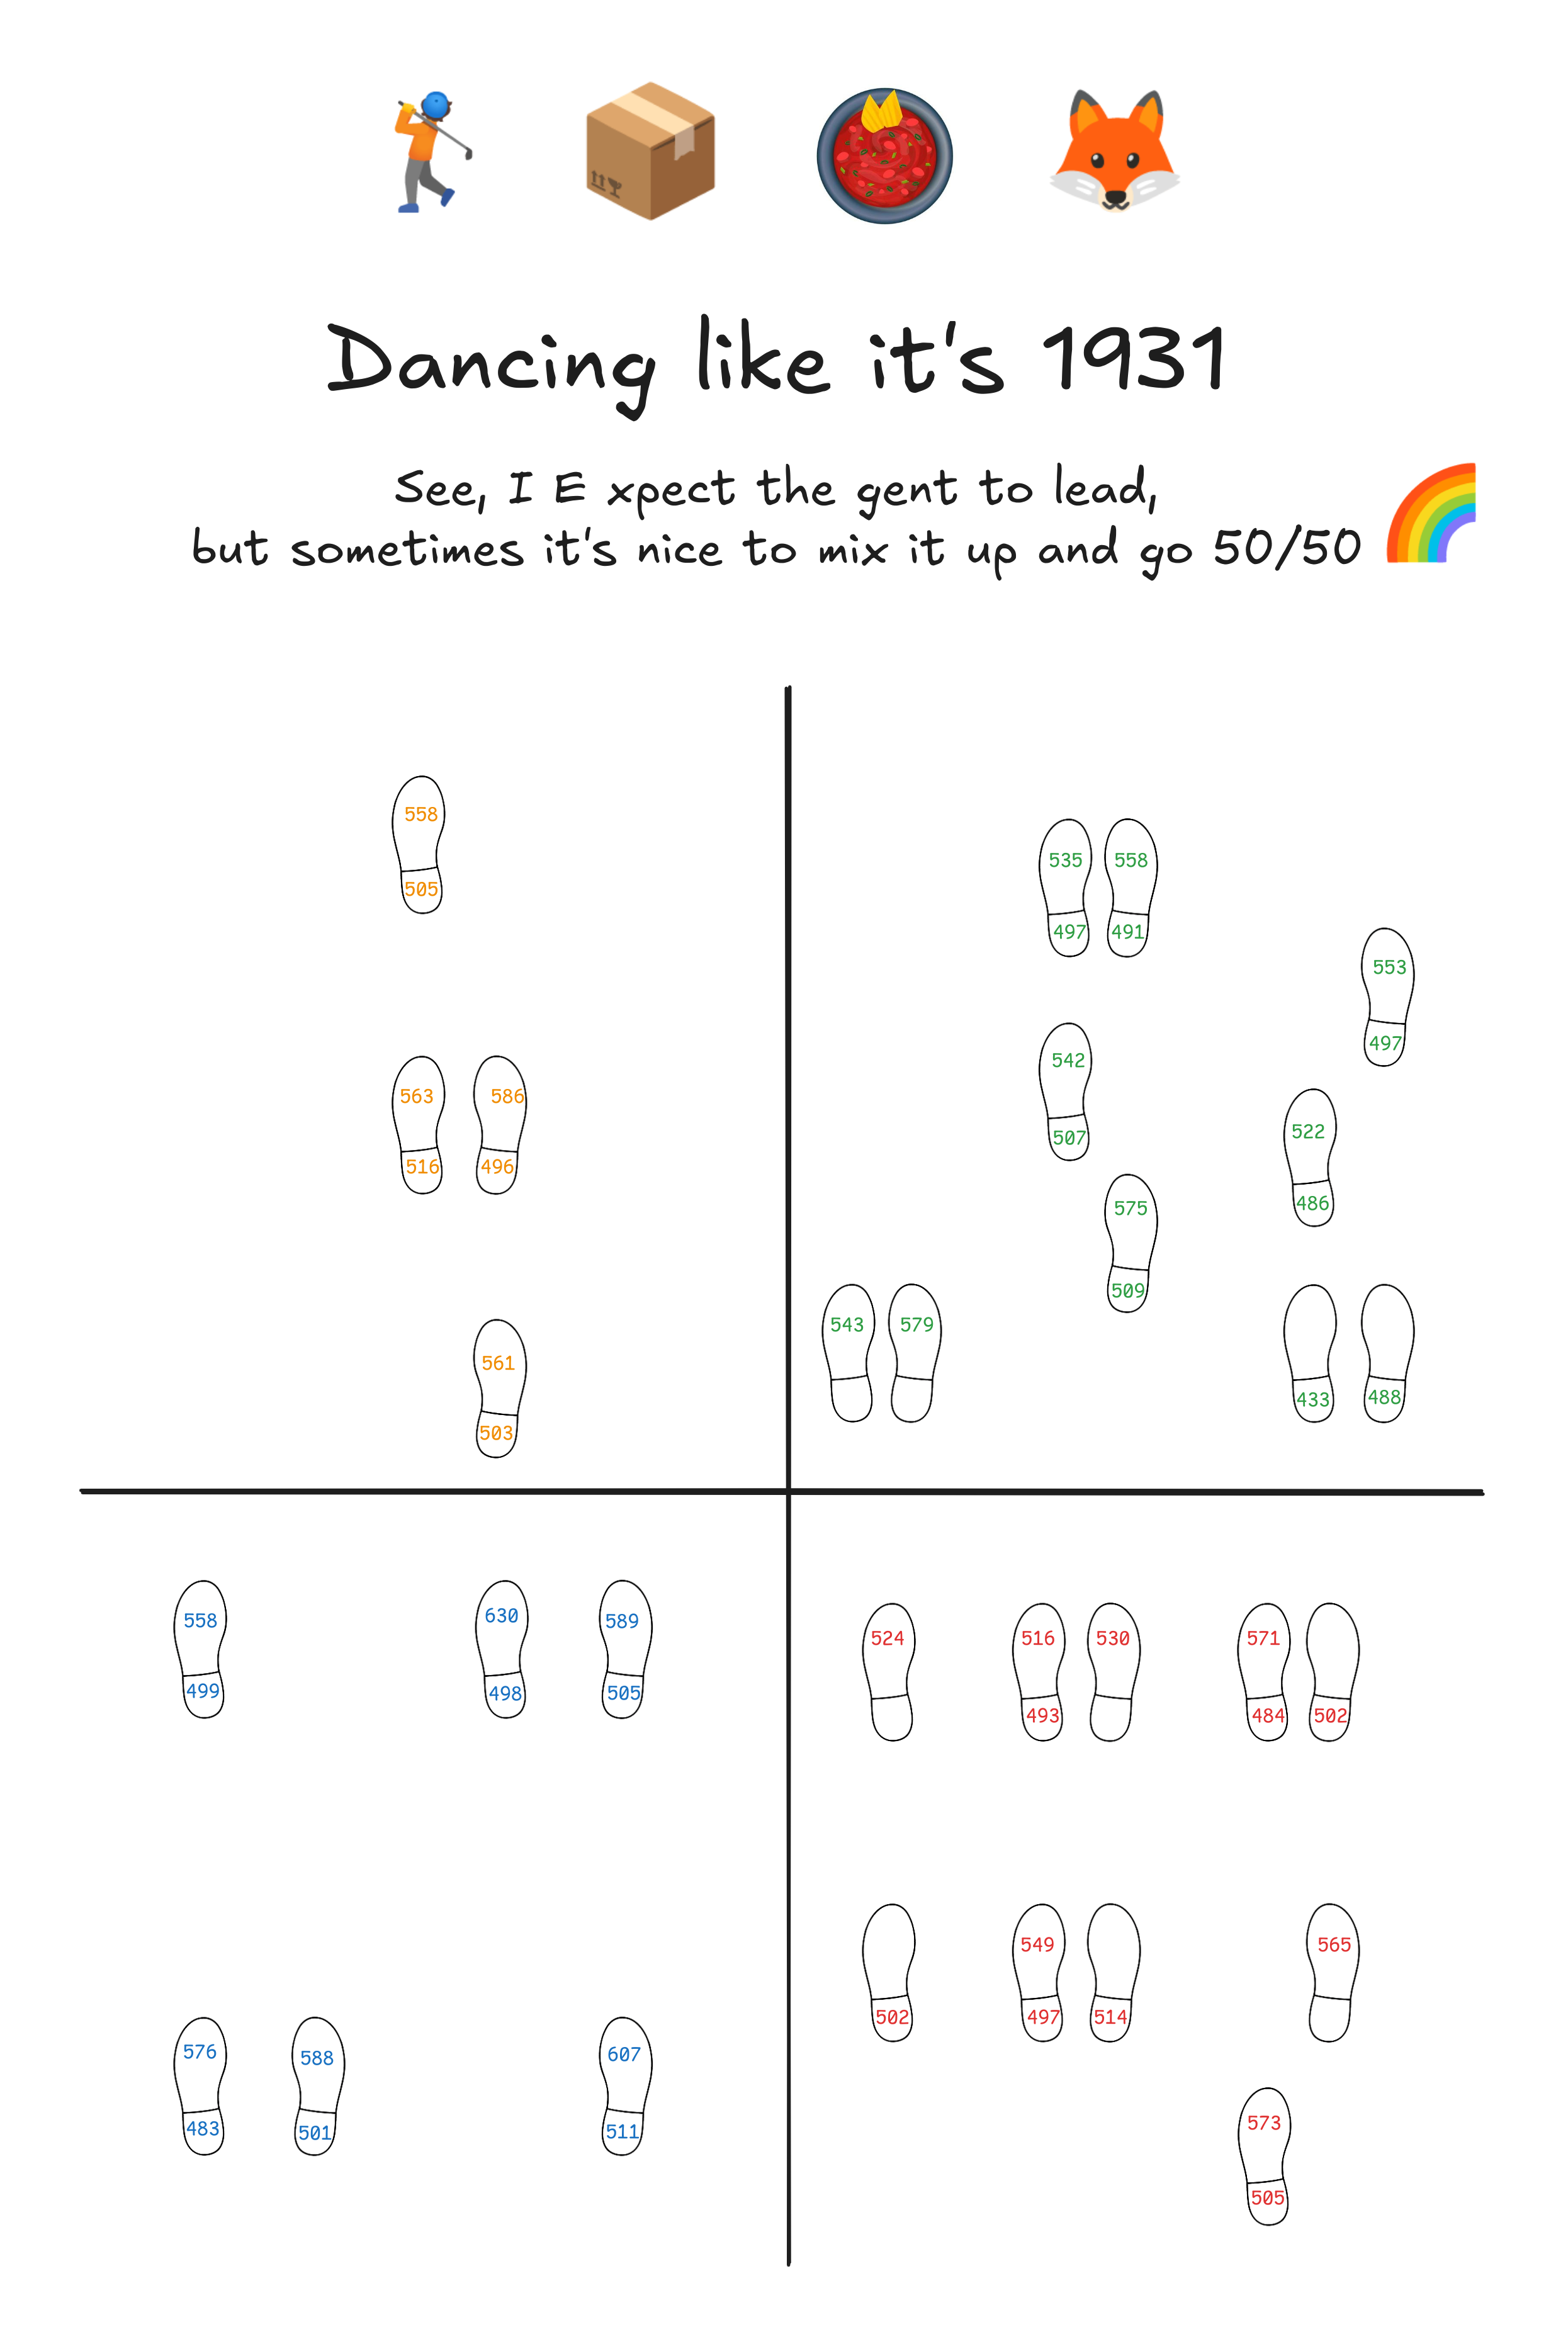 Dancing like it's 1931
See, I E xpect the gent to lead,
but sometimes it's nice to mix it up and go 50/50
558
505
563 586
516 496
561
503
535 558
497 491
553
497
542
507
522
486
575
509
543 579
433 488
558 630 589
499 498 505
576 588 607
483 501 511
524 516 530 571
493 484 502
549 565
502 497 514
573
505